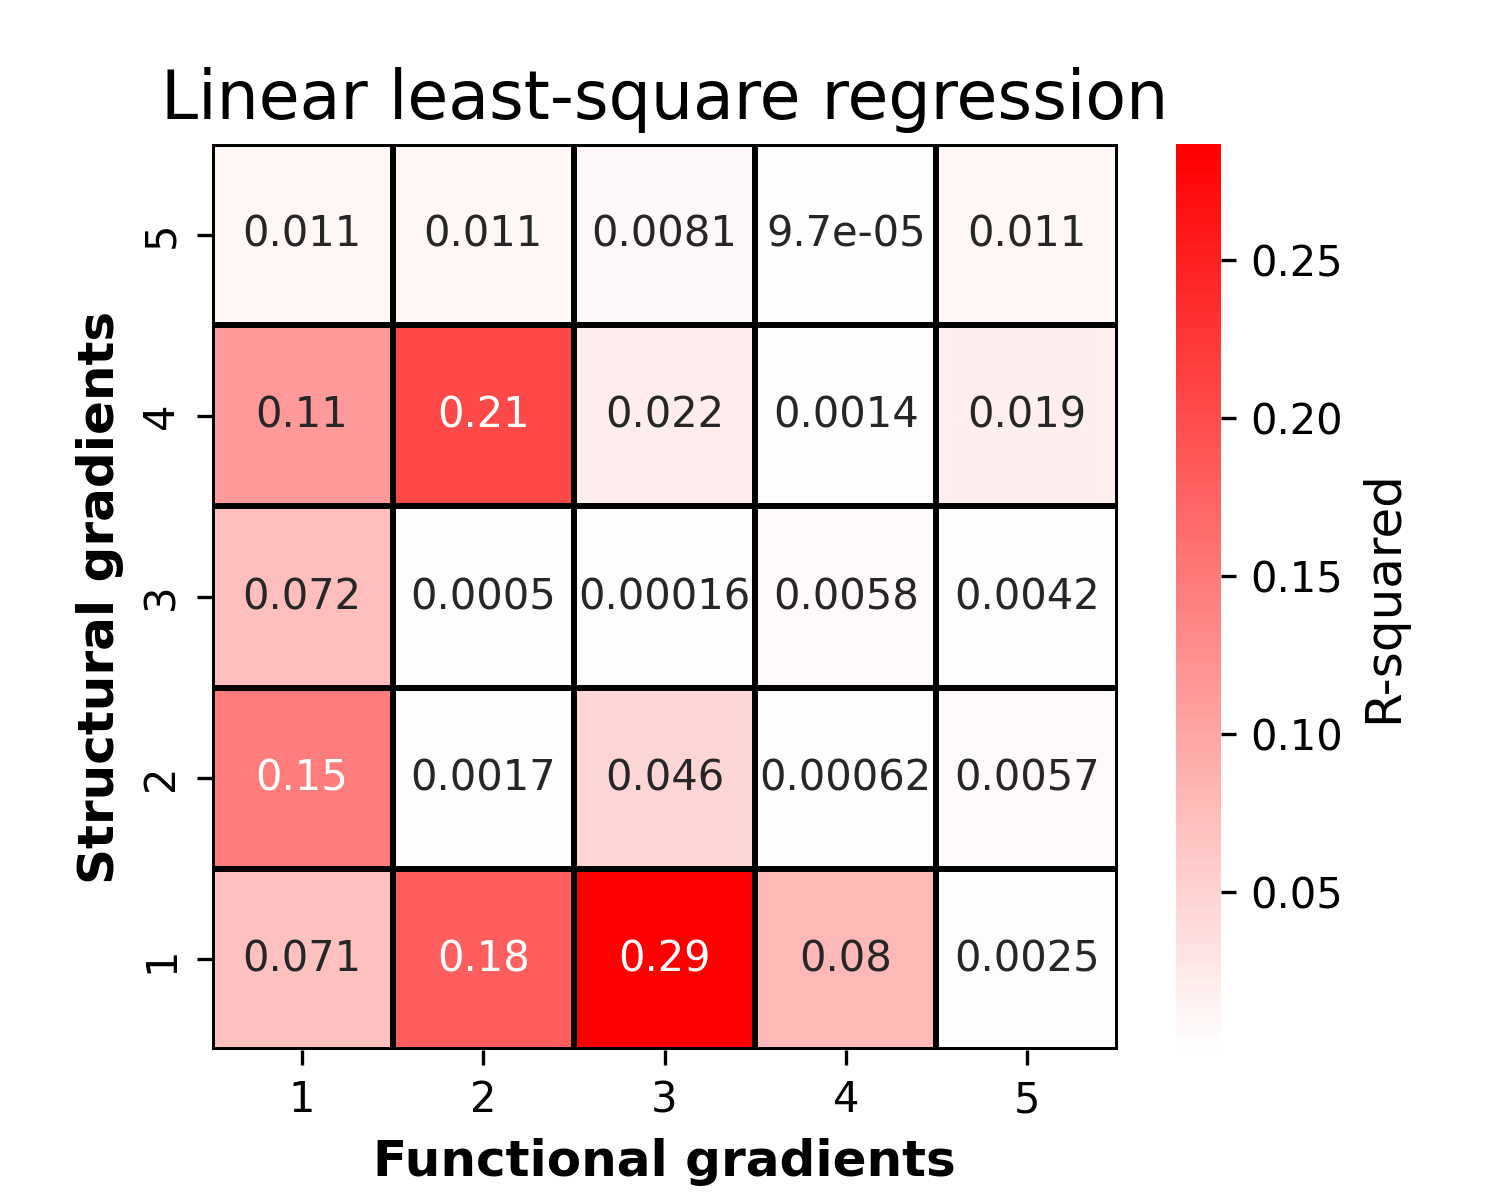 Linear least-square regression
5 0.011 0.011 0.0081 9.7e-05 0.011
4 0.11 0.21 0.022 0.0014 0.019
3 0.072 0.0005 0.00016 0.0058 0.0042
2 0.15 0.0017 0.046 0.00062 0.0057
1 0.071 0.18 0.29 0.08 0.0025
1 2 3 4 5
Functional gradients
Structural gradients
0.25
0.20
0.15
0.10
0.05
R-squared